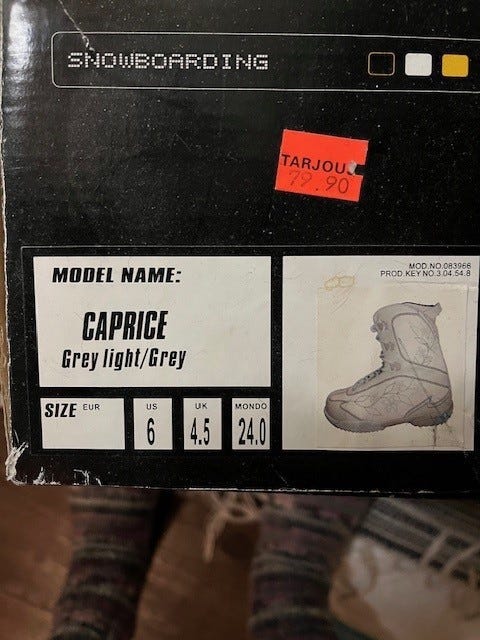 SNOWBOARDING
TARJOUS
79.90
MOD.NO.083966
PROD.KEY NO.3.04.54.8
MODEL NAME:
CAPRICE
Grey light/Grey
SIZE EUR
US
6
UK
4.5
MONDO
24.0